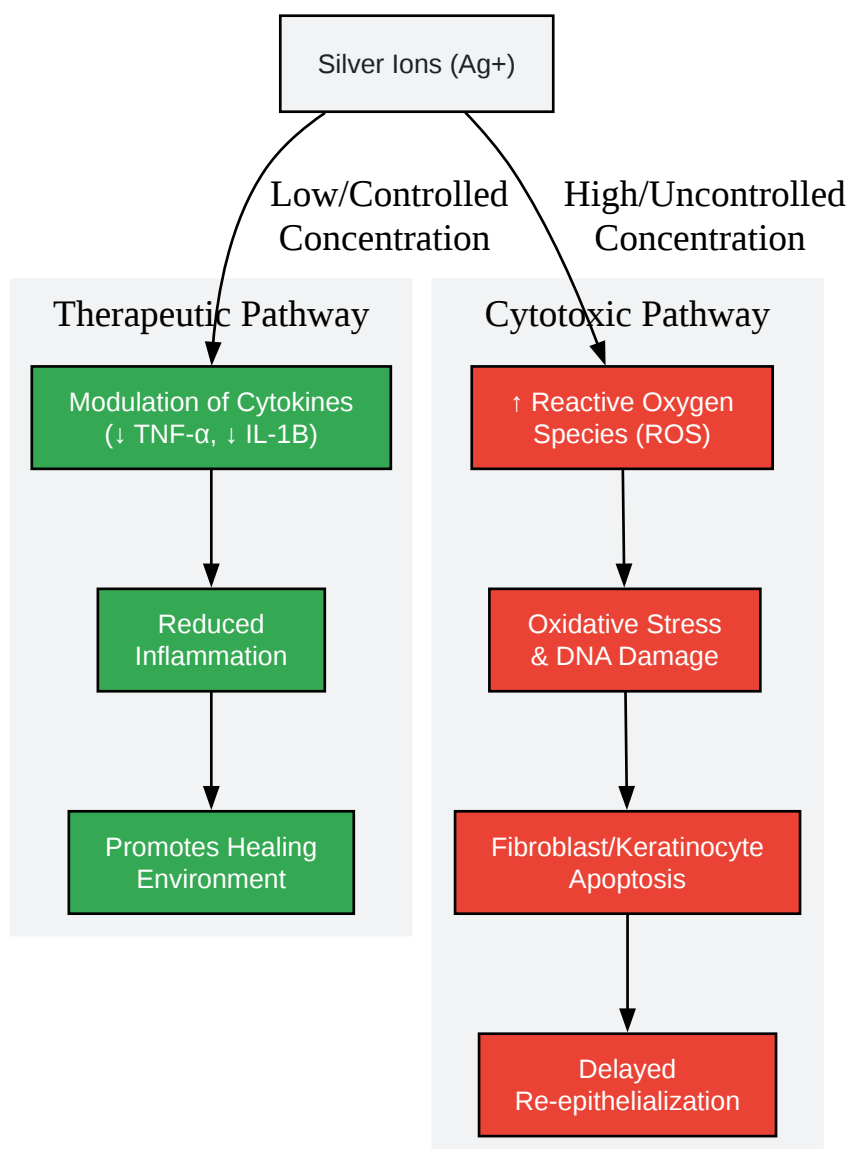 Silver Ions (Ag+)
Low/Controlled
Concentration
High/Uncontrolled
Concentration
Therapeutic Pathway
Modulation of Cytokines
(↓ TNF-α, ↓ IL-1B)
Reduced
Inflammation
Promotes Healing
Environment
Cytotoxic Pathway
↑ Reactive Oxygen
Species (ROS)
Oxidative Stress
& DNA Damage
Fibroblast/Keratinocyte
Apoptosis
Delayed
Re-epithelialization